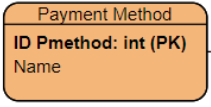 Payment Method
ID Pmethod: int (PK)
Name